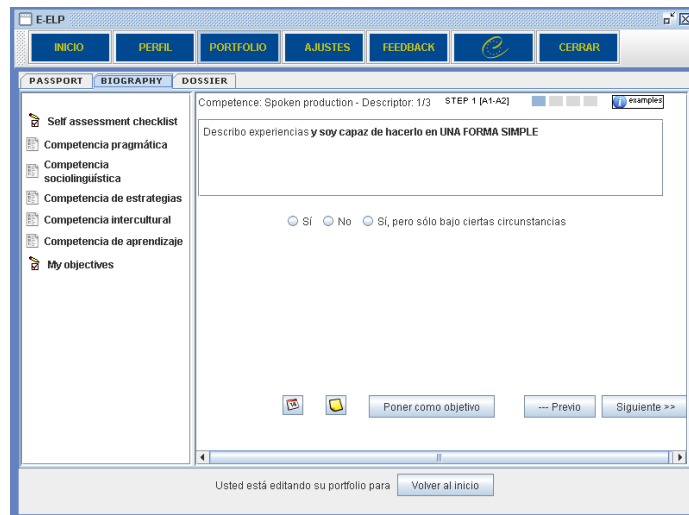 E-ELP
INICIO PERFIL PORTFOLIO AJUSTES FEEDBACK CERRAR
PASSPORT BIOGRAPHY DOSSIER
Self assessment checklist
Competencia pragmática
Competencia
sociolingüística
Competencia de estrategias
Competencia intercultural
Competencia de aprendizaje
My objectives
Competence: Spoken production - Descriptor: 1/3 STEP 1 [A1-A2] i examples
Describo experiencias y soy capaz de hacerlo en UNA FORMA SIMPLE
Sí No Sí, pero sólo bajo ciertas circunstancias
Poner como objetivo --- Previo Siguiente >>
Usted está editando su portfolio para Volver al inicio